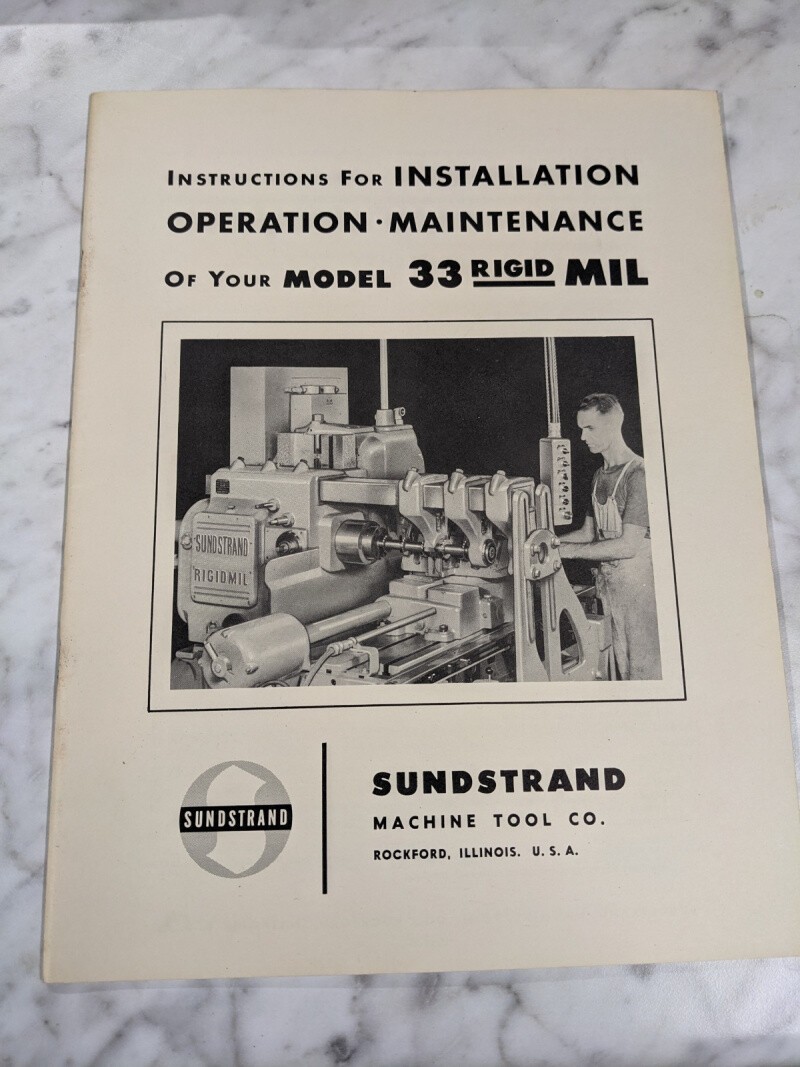 INSTRUCTIONS FOR INSTALLATION
OPERATION · MAINTENANCE
OF YOUR MODEL 33 RIGID MIL
SUNDSTRAND
RIGIDMIL
SUNDSTRAND
SUNDSTRAND
MACHINE TOOL CO.
ROCKFORD, ILLINOIS. U. S. A.